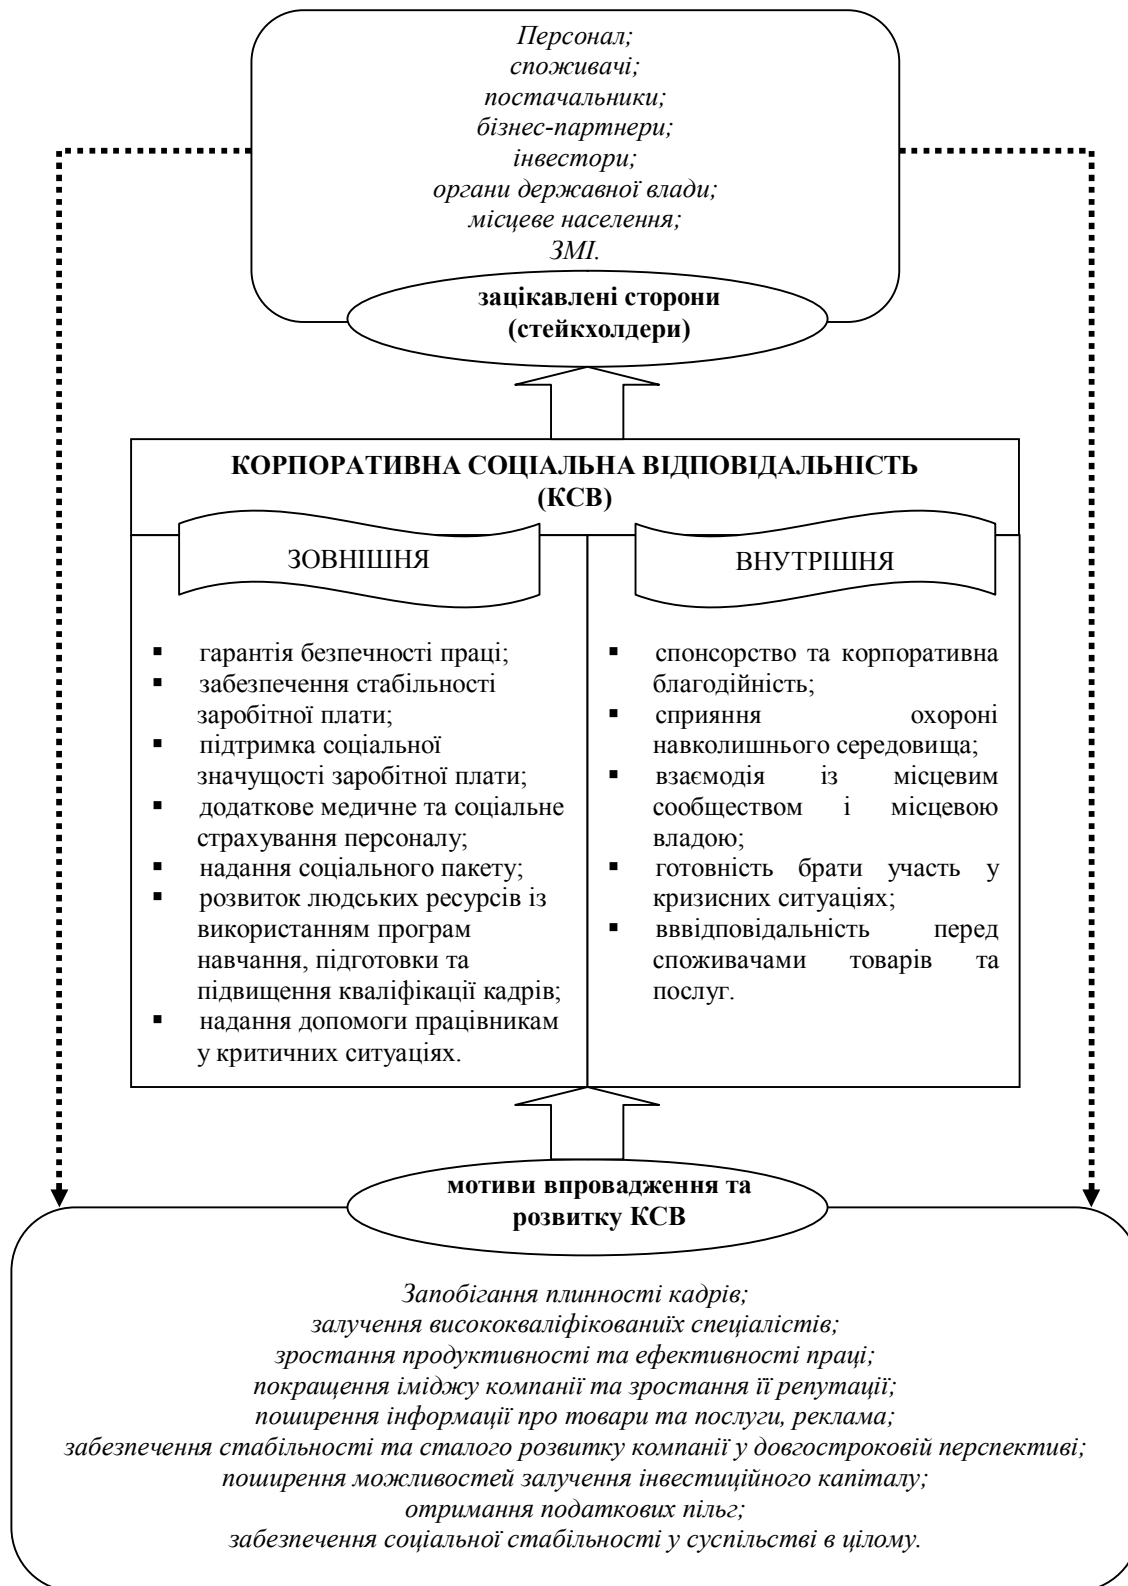 Персонал;
споживачі;
постачальники;
бізнес-партнери;
інвестори;
органи державної влади;
місцеве населення;
ЗМІ.
зацікавлені сторони
(стейкхолдери)
КОРПОРАТИВНА СОЦІАЛЬНА ВІДПОВІДАЛЬНІСТЬ
(КСВ)
ЗОВНІШНЯ
▪ гарантія безпечності праці;
▪ забезпечення стабільності
заробітної плати;
▪ підтримка соціальної
значущості заробітної плати;
▪ додаткове медичне та соціальне
страхування персоналу;
▪ надання соціального пакету;
▪ розвиток людських ресурсів із
використанням програм
навчання, підготовки та
підвищення кваліфікації кадрів;
▪ надання допомоги працівникам
у критичних ситуаціях.
ВНУТРІШНЯ
▪ спонсорство та корпоративна
благодійність;
▪ сприяння охороні
навколишнього середовища;
▪ взаємодія із місцевим
сообществом і місцевою
владою;
▪ готовність брати участь у
кризисних ситуаціях;
▪ вввідповідальність перед
споживачами товарів та
послуг.
мотиви впровадження та
розвитку КСВ
Запобігання плинності кадрів;
залучення висококваліфікованиїх спеціалістів;
зростання продуктивності та ефективності праці;
покращення іміджу компанії та зростання її репутації;
поширення інформації про товари та послуги, реклама;
забезпечення стабільності та сталого розвитку компанії у довгостроковій перспективі;
поширення можливостей залучення інвестиційного капіталу;
отримання податкових пільг;
забезпечення соціальної стабільності у суспільстві в цілому.